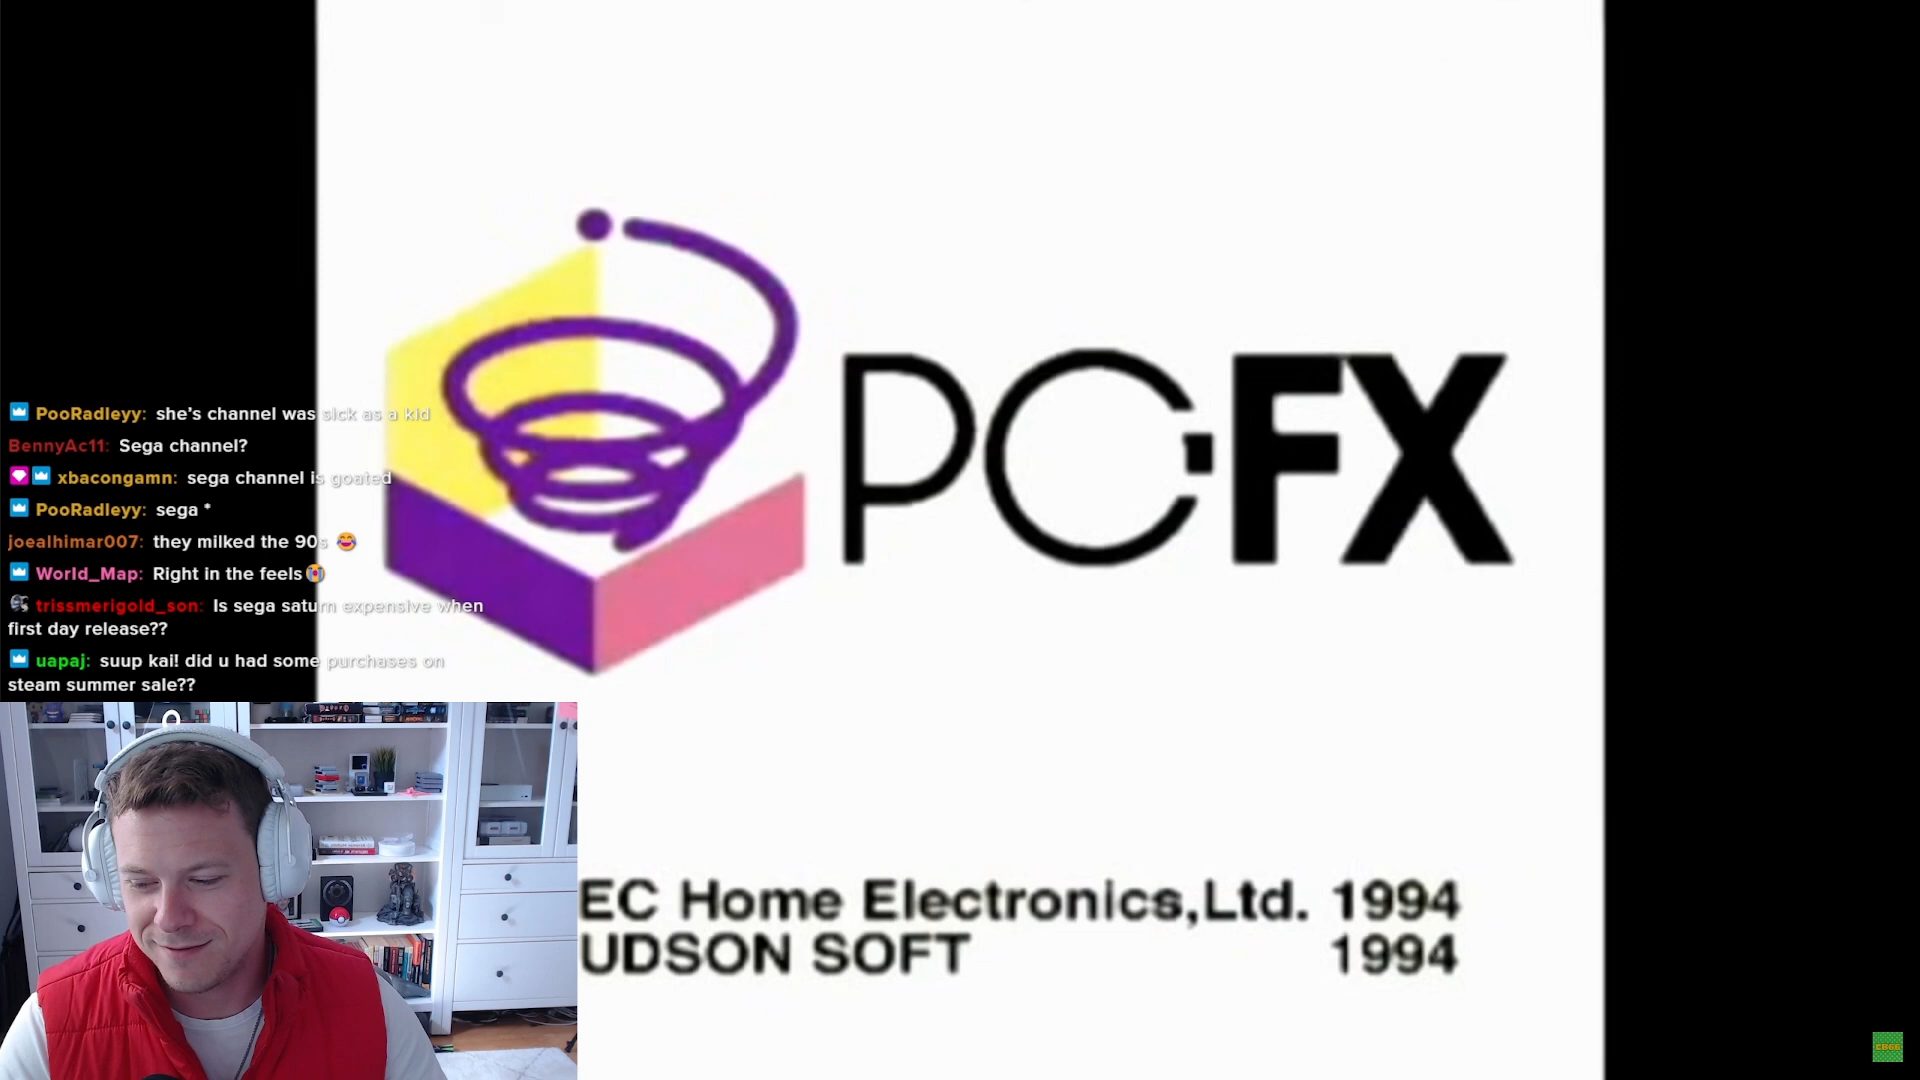 PC-FX
PooRadleyy: she's channel was sick as a kid
BennyAc11: Sega channel?
xbacongamn: sega channel is goated
PooRadleyy: sega *
joealhimar007: they milked the 90s 😂
World_Map: Right in the feels😭
trissmerigold_son: Is sega saturn expensive when
first day release??
uapaj: suup kai! did u had some purchases on
steam summer sale??
EC Home Electronics,Ltd. 1994
UDSON SOFT 1994
CB66